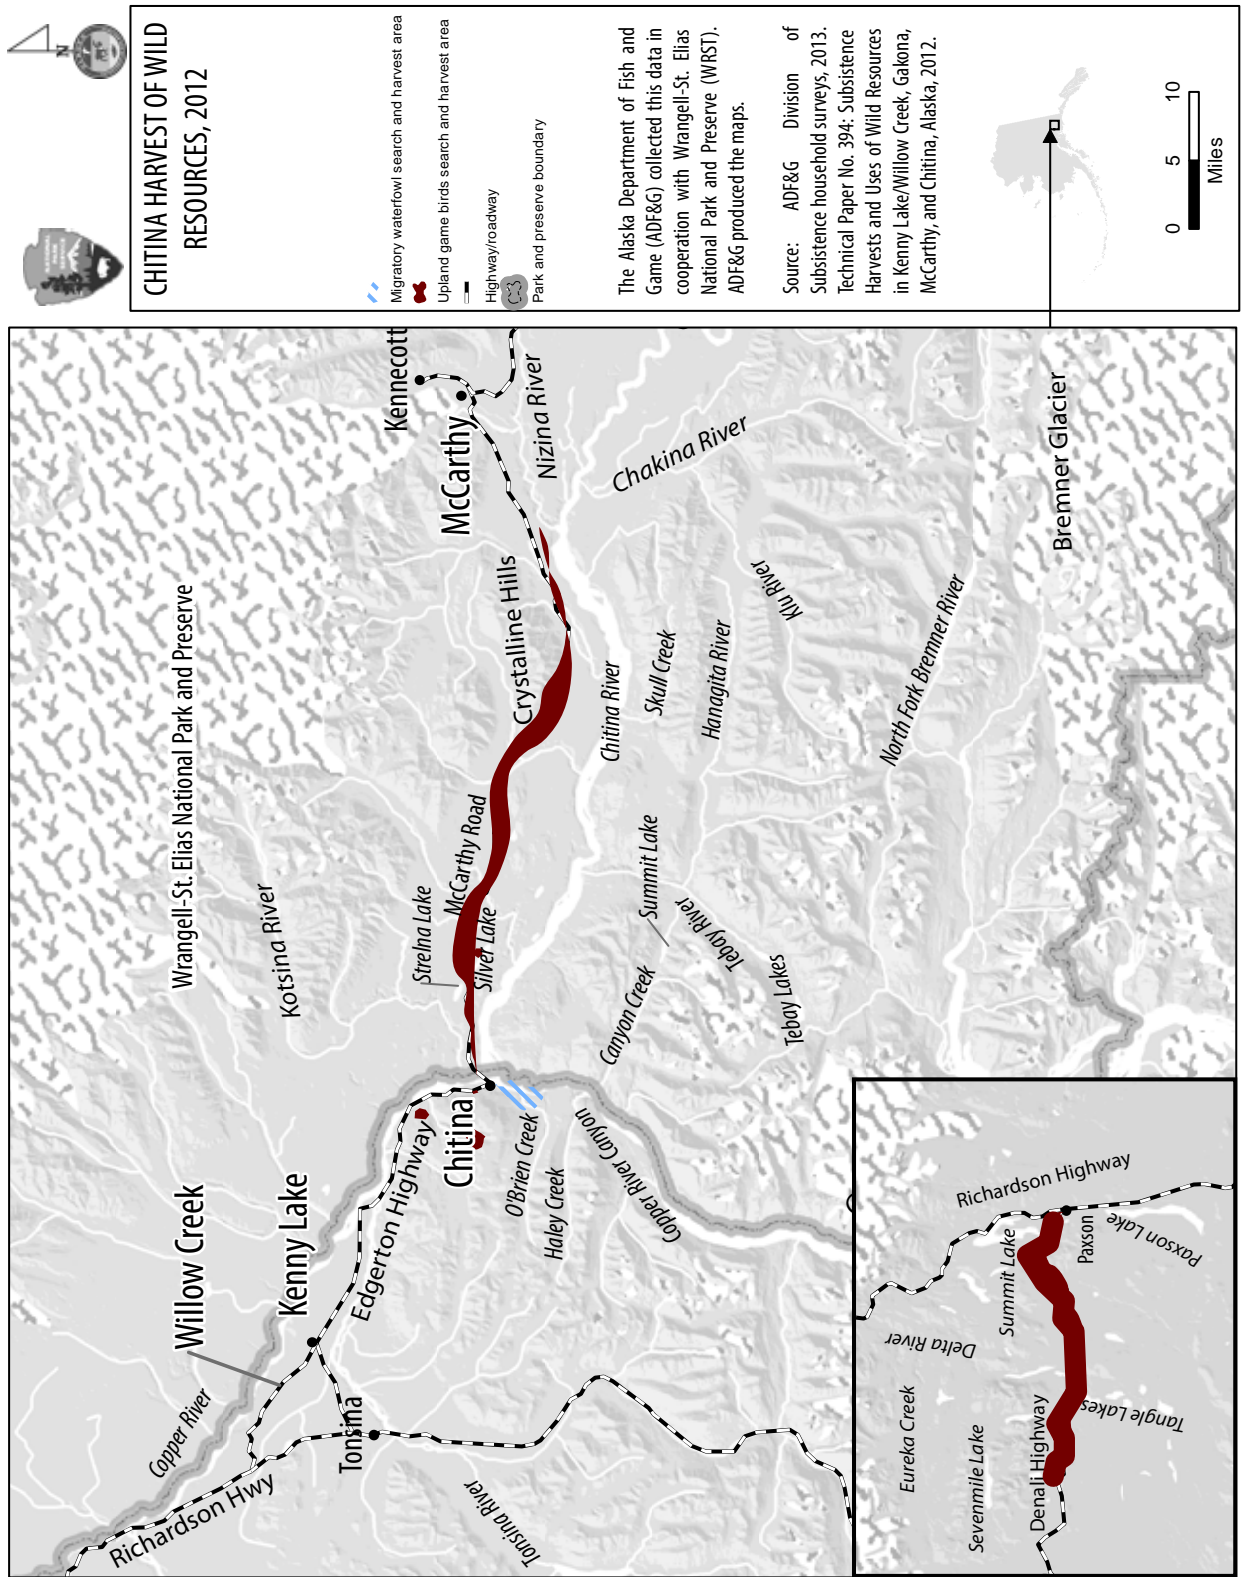 CHITINA HARVEST OF WILD
RESOURCES, 2012
N
Migratory waterfowl search and harvest area
Upland game birds search and harvest area
Highway/roadway
Park and preserve boundary
The Alaska Department of Fish and
Game (ADF&G) collected this data in
cooperation with Wrangell-St. Elias
National Park and Preserve (WRST).
ADF&G produced the maps.
Source: ADF&G Division of
Subsistence household surveys, 2013.
Technical Paper No. 394: Subsistence
Harvests and Uses of Wild Resources
in Kenny Lake/Willow Creek, Gakona,
McCarthy, and Chitina, Alaska, 2012.
0 5 10
Miles
Wrangell-St. Elias National Park and Preserve
Kennecott
McCarthy
Nizina River
Chakina River
Crystalline Hills
Kotsina River
McCarthy Road
Strelna Lake
Silver Lake
Chitina River
Skull Creek
Hanagita River
Klu River
North Fork Bremner River
Bremner Glacier
Summit Lake
Tebay River
Canyon Creek
Tebay Lakes
Willow Creek
Kenny Lake
Edgerton Highway
Chitina
O'Brien Creek
Haley Creek
Copper River Canyon
Copper River
Richardson Hwy
Tonsina
Tonsina River
Richardson Highway
Paxson Lake
Paxson
Summit Lake
Delta River
Eureka Creek
Sevenmile Lake
Denali Highway
Tangle Lakes